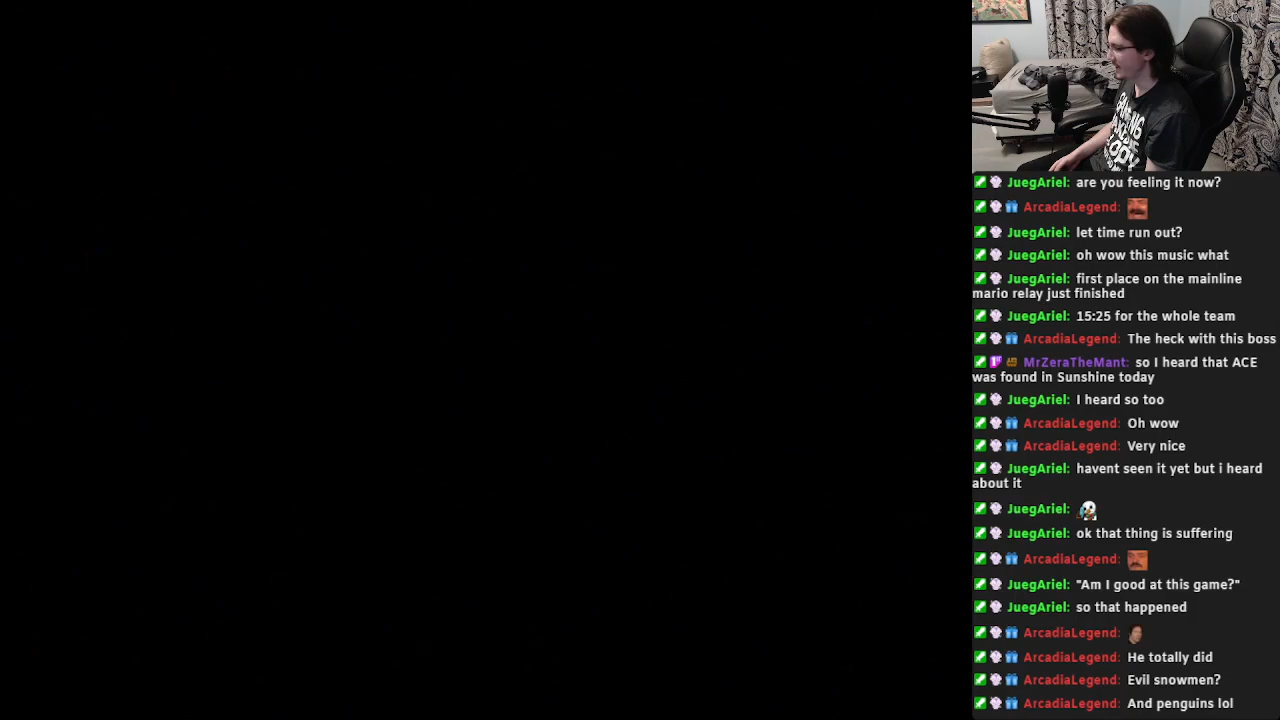 JuegAriel: are you feeling it now?
ArcadiaLegend:
JuegAriel: let time run out?
JuegAriel: oh wow this music what
JuegAriel: first place on the mainline
mario relay just finished
JuegAriel: 15:25 for the whole team
ArcadiaLegend: The heck with this boss
MrZeraTheMant: so I heard that ACE
was found in Sunshine today
JuegAriel: I heard so too
ArcadiaLegend: Oh wow
ArcadiaLegend: Very nice
JuegAriel: havent seen it yet but i heard
about it
JuegAriel:
JuegAriel: ok that thing is suffering
ArcadiaLegend:
JuegAriel: "Am I good at this game?"
JuegAriel: so that happened
ArcadiaLegend:
ArcadiaLegend: He totally did
ArcadiaLegend: Evil snowmen?
ArcadiaLegend: And penguins lol